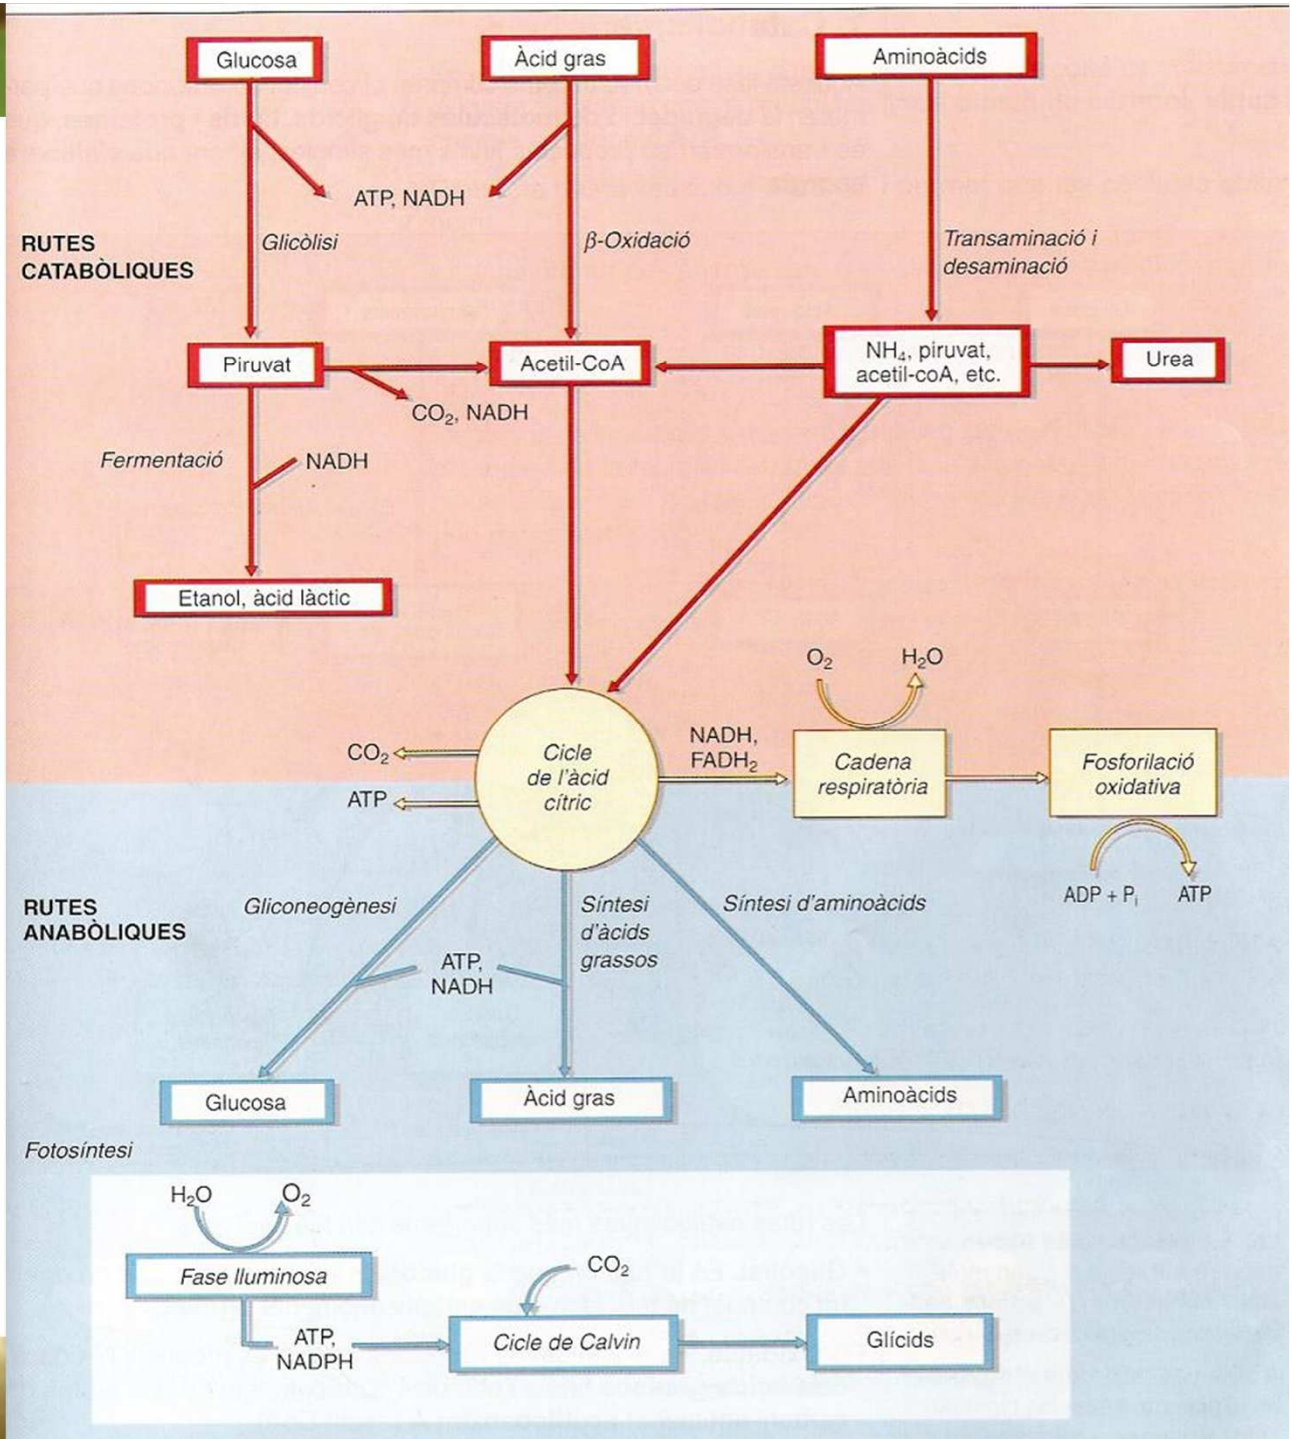 Glucosa
Àcid gras
Aminoàcids
ATP, NADH
RUTES
CATABÒLIQUES
Glicòlisi
β-Oxidació
Transaminació i
desaminació
Piruvat
Acetil-CoA
NH₄, piruvat,
acetil-coA, etc.
Urea
CO₂, NADH
Fermentació
NADH
Etanol, àcid làctic
O₂
H₂O
CO₂
ATP
Cicle
de l'àcid
cítric
NADH,
FADH₂
Cadena
respiratòria
Fosforilació
oxidativa
ADP + Pᵢ
ATP
RUTES
ANABÒLIQUES
Gliconeogènesi
Síntesi
d'àcids
grassos
Síntesi d'aminoàcids
ATP,
NADH
Glucosa
Àcid gras
Aminoàcids
Fotosíntesi
H₂O
O₂
Fase lluminosa
CO₂
ATP,
NADPH
Cicle de Calvin
Glícids